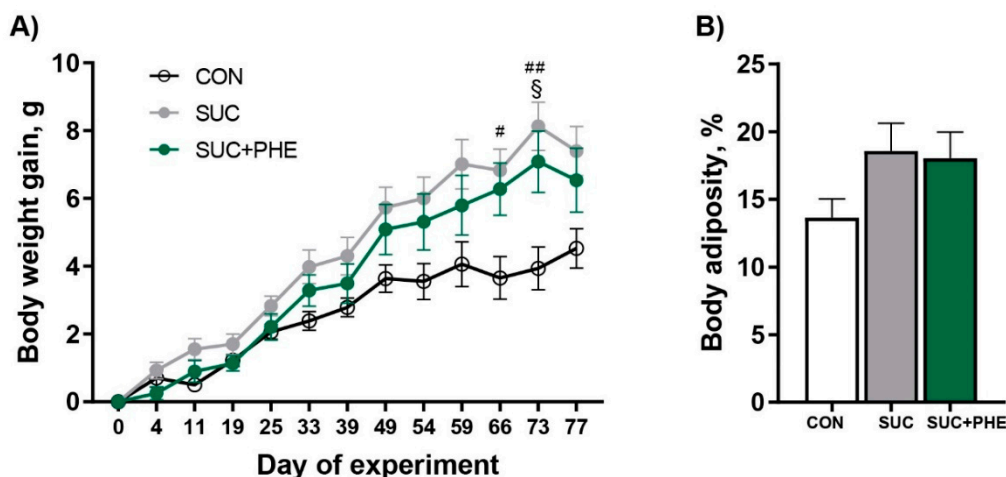 A)
Body weight gain, g
10
8
6
4
2
0
CON
SUC
SUC+PHE
#
##
§
0 4 11 19 25 33 39 49 54 59 66 73 77
Day of experiment
B)
Body adiposity, %
25
20
15
10
5
0
CON SUC SUC+PHE